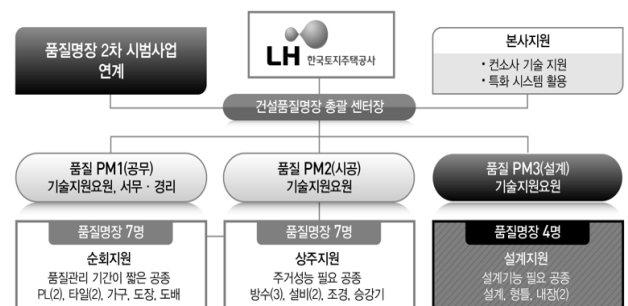 품질명장 2차 시범사업
연계
LH 한국토지주택공사
본사지원
• 컨소사 기술 지원
• 특화 시스템 활용
건설품질명장 총괄 센터장
품질 PM1(공무)
기술지원요원, 서무 · 경리
품질 PM2(시공)
기술지원요원
품질 PM3(설계)
기술지원요원
품질명장 7명
순회지원
품질관리 기간이 짧은 공종
PL(2), 타일(2), 가구, 도장, 도배
품질명장 7명
상주지원
주거성능 필요 공종
방수(3), 설비(2), 조경, 승강기
품질명장 4명
설계지원
설계기능 필요 공종
설계, 형틀, 내장(2)